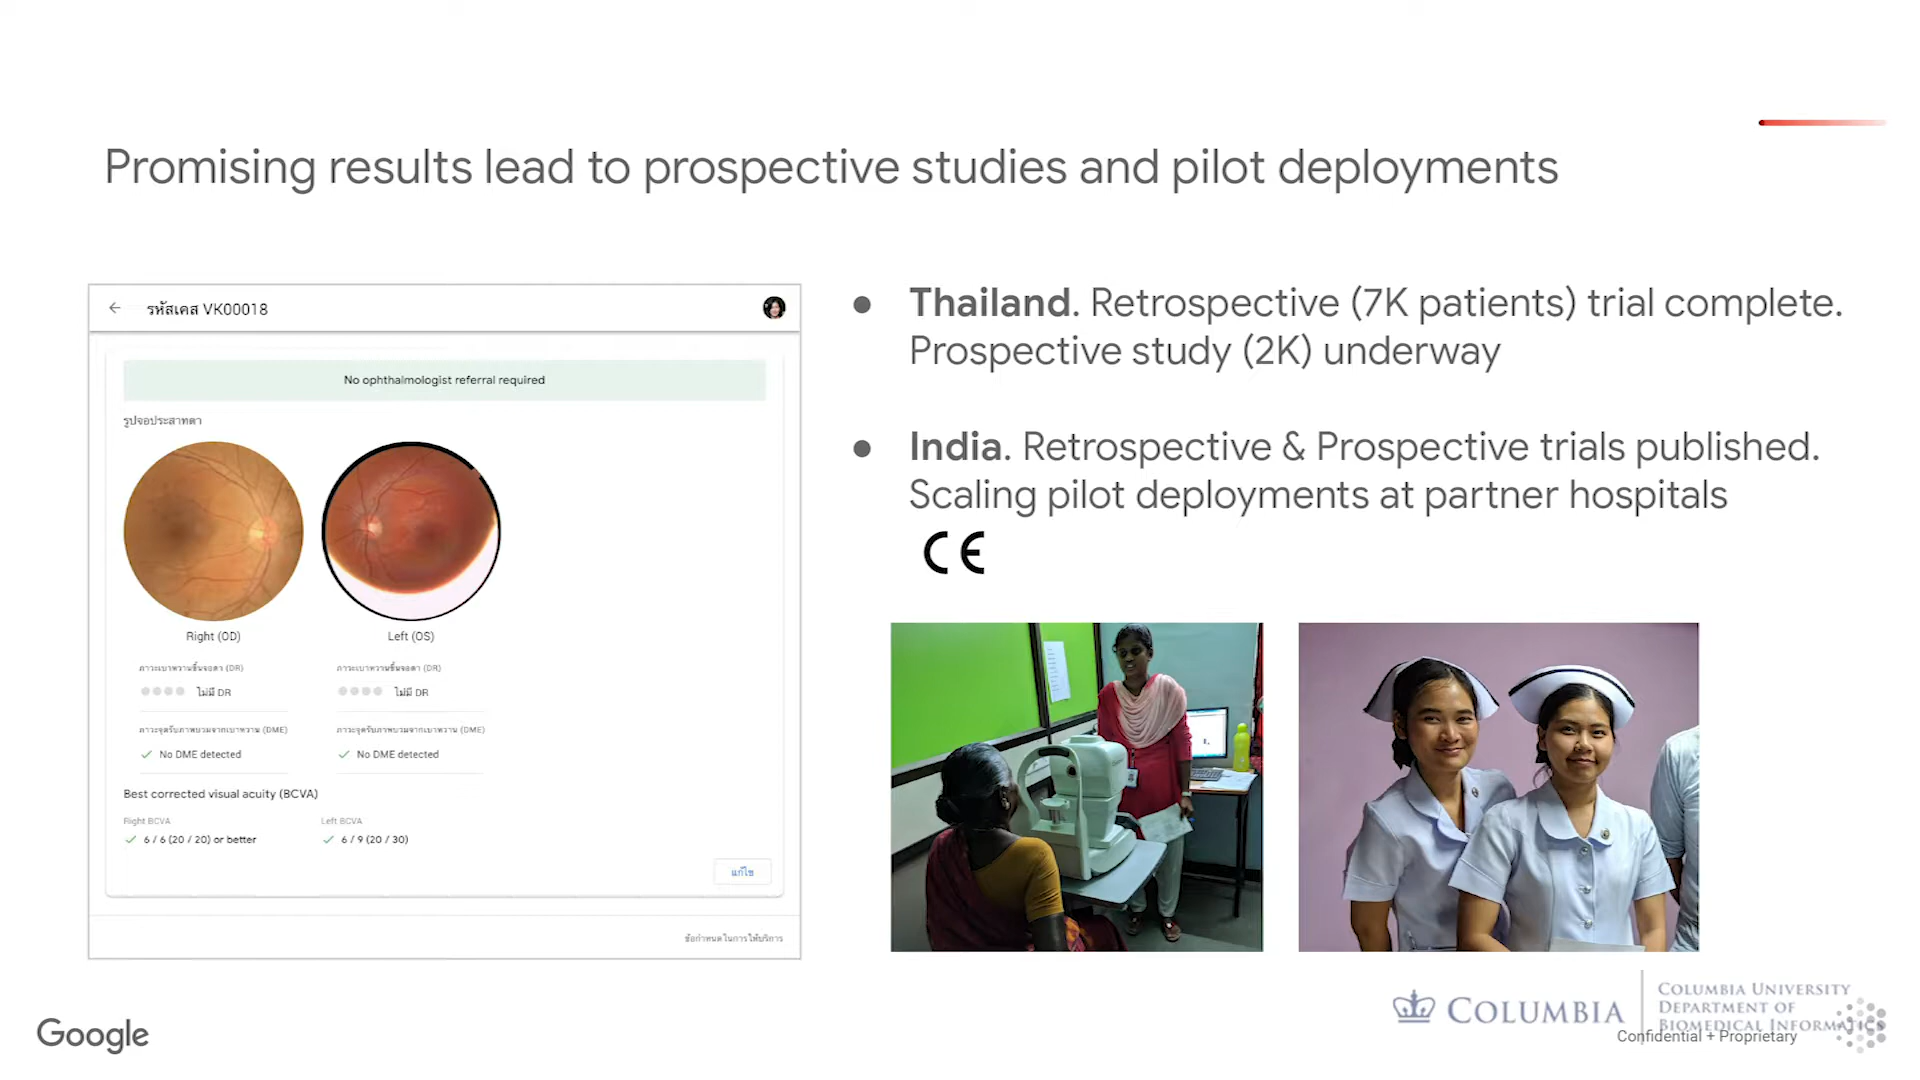 Promising results lead to prospective studies and pilot deployments
รหัสเคส VK00018
No ophthalmologist referral required
รูปจอประสาทตา
Right (OD)
Left (OS)
ภาวะเบาหวานขึ้นจอตา (DR)
ภาวะเบาหวานขึ้นจอตา (DR)
ไม่มี DR
ไม่มี DR
ภาวะจุดรับภาพบวมจากเบาหวาน (DME)
ภาวะจุดรับภาพบวมจากเบาหวาน (DME)
No DME detected
No DME detected
Best corrected visual acuity (BCVA)
Right BCVA
Left BCVA
6 / 6 (20 / 20) or better
6 / 9 (20 / 30)
แก้ไข
ข้อกำหนดในการให้บริการ
● Thailand. Retrospective (7K patients) trial complete.
Prospective study (2K) underway
● India. Retrospective & Prospective trials published.
Scaling pilot deployments at partner hospitals
CE
Google
COLUMBIA
COLUMBIA UNIVERSITY
DEPARTMENT OF
BIOMEDICAL INFORMATICS
Confidential + Proprietary